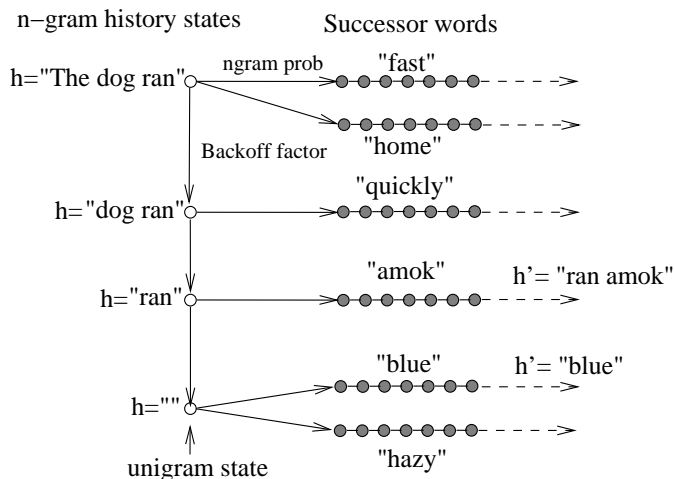 n-gram history states
Successor words
h="The dog ran"
ngram prob
"fast"
"home"
Backoff factor
"quickly"
h="dog ran"
"amok"
h'= "ran amok"
h="ran"
"blue"
h'= "blue"
h=""
"hazy"
unigram state